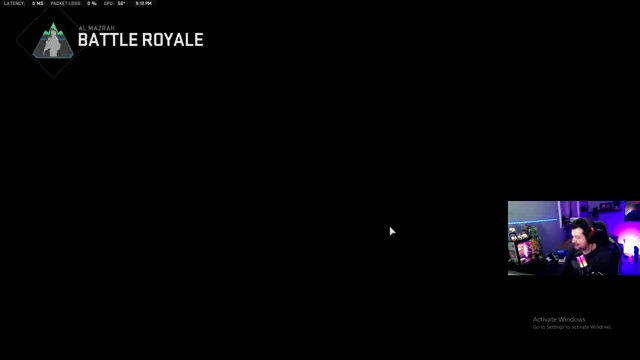 LATENCY: 0 MS PACKET LOSS: 0 % GPU: 56° 9:10 PM
AL MAZRAH
BATTLE ROYALE
Activate Windows
Go to Settings to activate Windows.